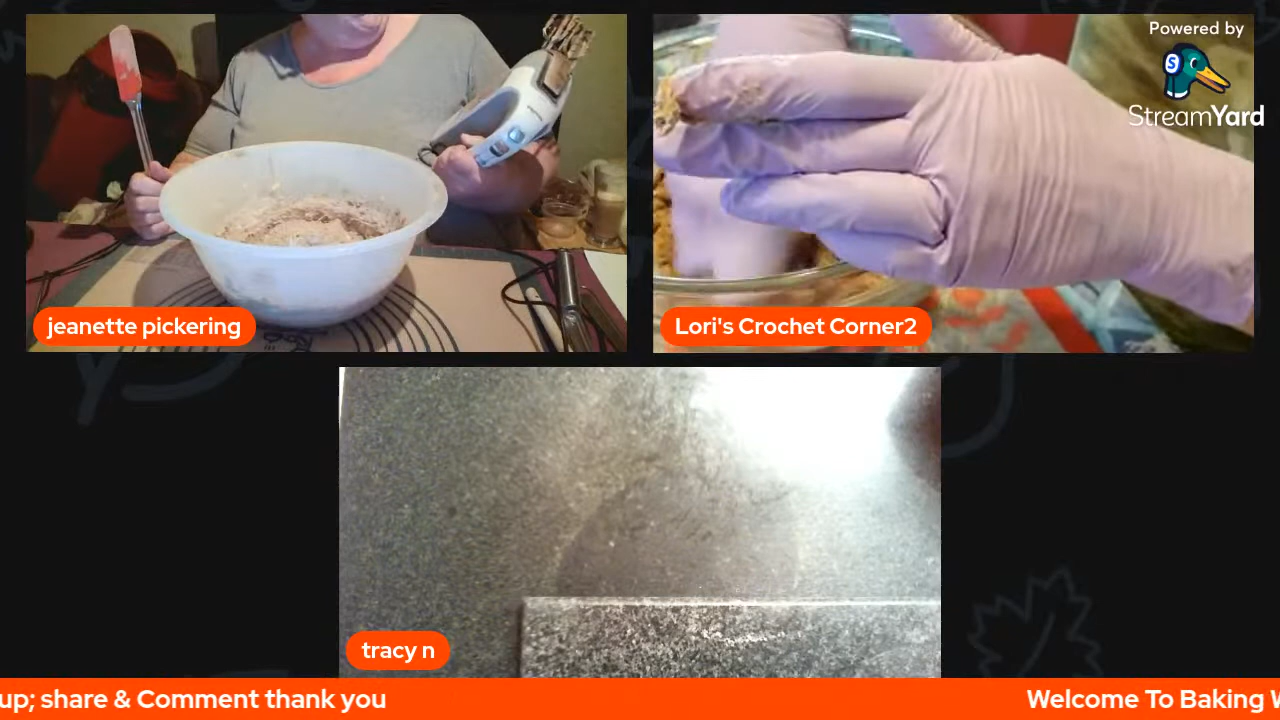 Powered by
S
StreamYard
jeanette pickering
Lori's Crochet Corner2
tracy n
up; share & Comment thank you
Welcome To Baking W